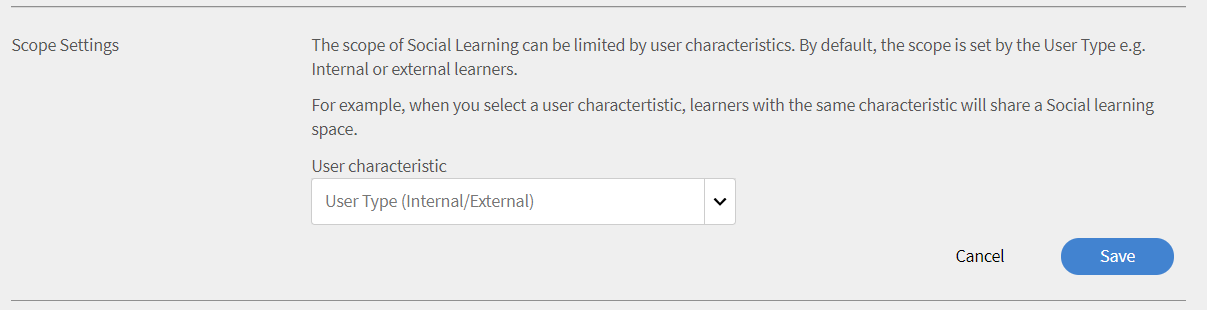 Scope Settings
The scope of Social Learning can be limited by user characteristics. By default, the scope is set by the User Type e.g.
Internal or external learners.
For example, when you select a user charactertistic, learners with the same characteristic will share a Social learning
space.
User characteristic
User Type (Internal/External)
Cancel
Save